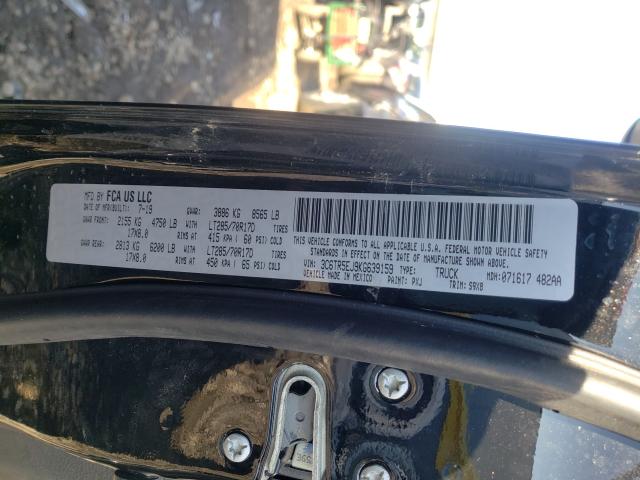 MFD BY FCA US LLC
DATE OF MFR(BUILT): 7-19 GVWR: 3886 KG 8565 LB
GAWR FRONT: 2155 KG 4750 LB WITH LT285/70R17D TIRES
17X8.0 RIMS AT 415 KPA ( 60 PSI) COLD
GAWR REAR: 2813 KG 6200 LB WITH LT285/70R17D TIRES
17X8.0 RIMS AT 450 KPA ( 65 PSI) COLD
THIS VEHICLE CONFORMS TO ALL APPLICABLE U.S.A. FEDERAL MOTOR VEHICLE SAFETY
STANDARDS IN EFFECT ON THE DATE OF MANUFACTURE SHOWN ABOVE.
VIN: 3C6TR5EJ9KG639159 TYPE: TRUCK MDH: 071617 482AA
VEHICLE MADE IN MEXICO PAINT: PXJ TRIM: S9X8